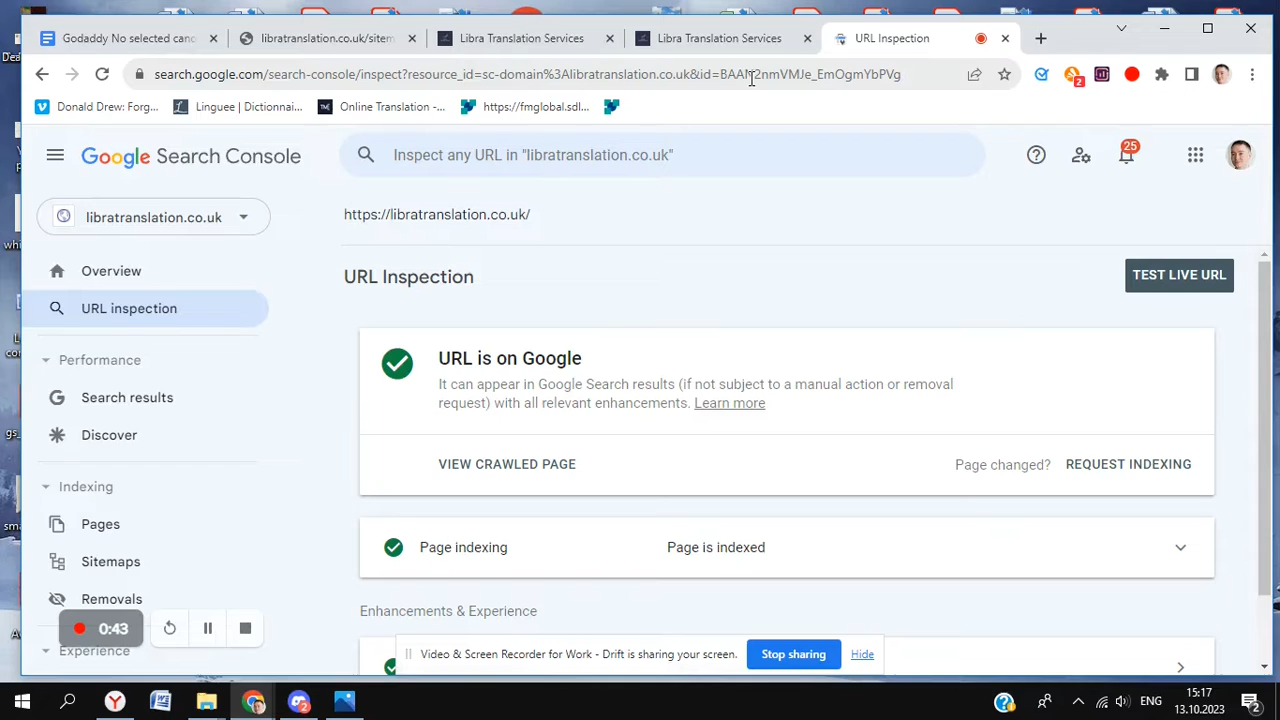 Godaddy No selected canon
libratranslation.co.uk/sitem
Libra Translation Services
Libra Translation Services
URL Inspection
search.google.com/search-console/inspect?resource_id=sc-domain%3Alibratranslation.co.uk&id=BAAM2nmVMJe_EmOgmYbPVg
2
Donald Drew: Forgi...
Linguee | Dictionnai...
Online Translation -...
https://fmglobal.sdl...
Google Search Console
Inspect any URL in "libratranslation.co.uk"
25
libratranslation.co.uk
https://libratranslation.co.uk/
Overview
URL Inspection
TEST LIVE URL
URL inspection
Performance
URL is on Google
It can appear in Google Search results (if not subject to a manual action or removal
request) with all relevant enhancements. Learn more
Search results
Discover
VIEW CRAWLED PAGE
Page changed?
REQUEST INDEXING
Indexing
Pages
Page indexing
Page is indexed
Sitemaps
Removals
Enhancements & Experience
0:43
Experience
Video & Screen Recorder for Work - Drift is sharing your screen.
Stop sharing
Hide
ENG
15:17
13.10.2023
2